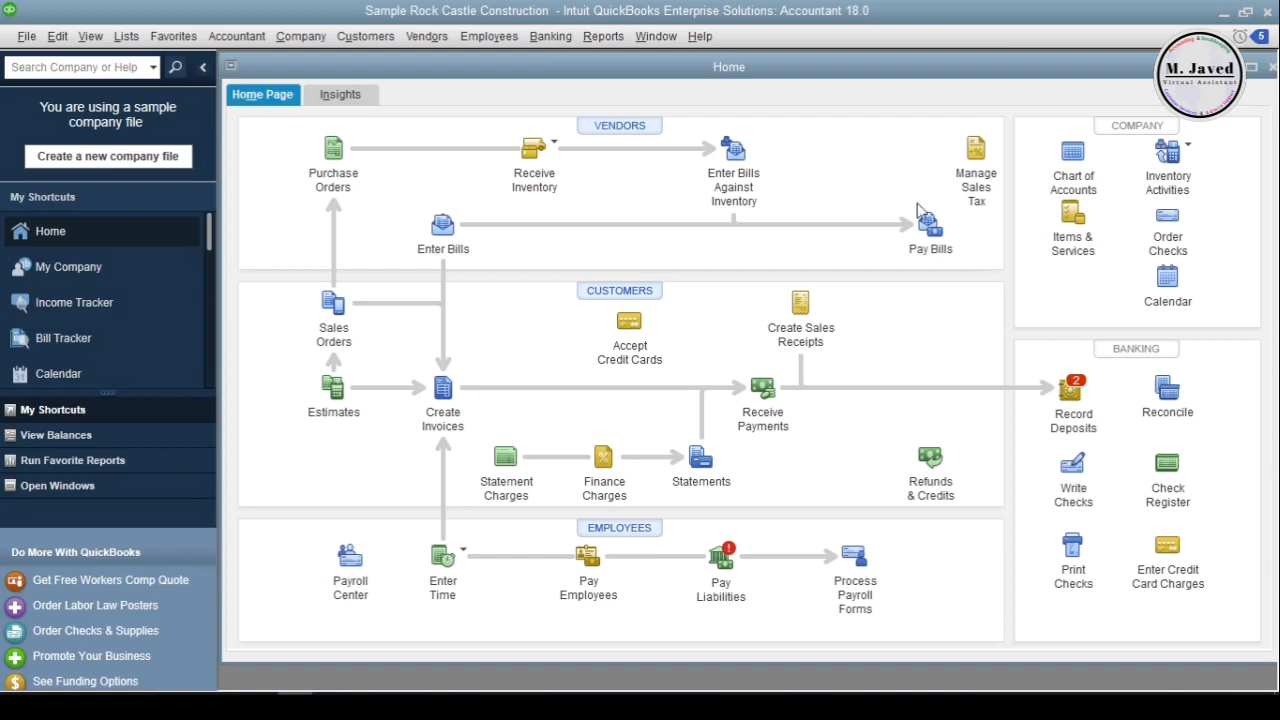 Sample Rock Castle Construction - Intuit QuickBooks Enterprise Solutions: Accountant 18.0
File Edit View Lists Favorites Accountant Company Customers Vendors Employees Banking Reports Window Help
5
Search Company or Help
Home
M. Javed
Virtual Assistant
You are using a sample
company file
Create a new company file
My Shortcuts
Home
My Company
Income Tracker
Bill Tracker
Calendar
My Shortcuts
View Balances
Run Favorite Reports
Open Windows
Do More With QuickBooks
Get Free Workers Comp Quote
Order Labor Law Posters
Order Checks & Supplies
Promote Your Business
See Funding Options
Home Page
Insights
VENDORS
Purchase
Orders
Receive
Inventory
Enter Bills
Against
Inventory
Manage
Sales
Tax
Enter Bills
Pay Bills
CUSTOMERS
Sales
Orders
Accept
Credit Cards
Create Sales
Receipts
Estimates
Create
Invoices
Receive
Payments
Statement
Charges
Finance
Charges
Statements
Refunds
& Credits
EMPLOYEES
Payroll
Center
Enter
Time
Pay
Employees
Pay
Liabilities
Process
Payroll
Forms
COMPANY
Chart of
Accounts
Inventory
Activities
Items &
Services
Order
Checks
Calendar
BANKING
2
Record
Deposits
Reconcile
Write
Checks
Check
Register
Print
Checks
Enter Credit
Card Charges